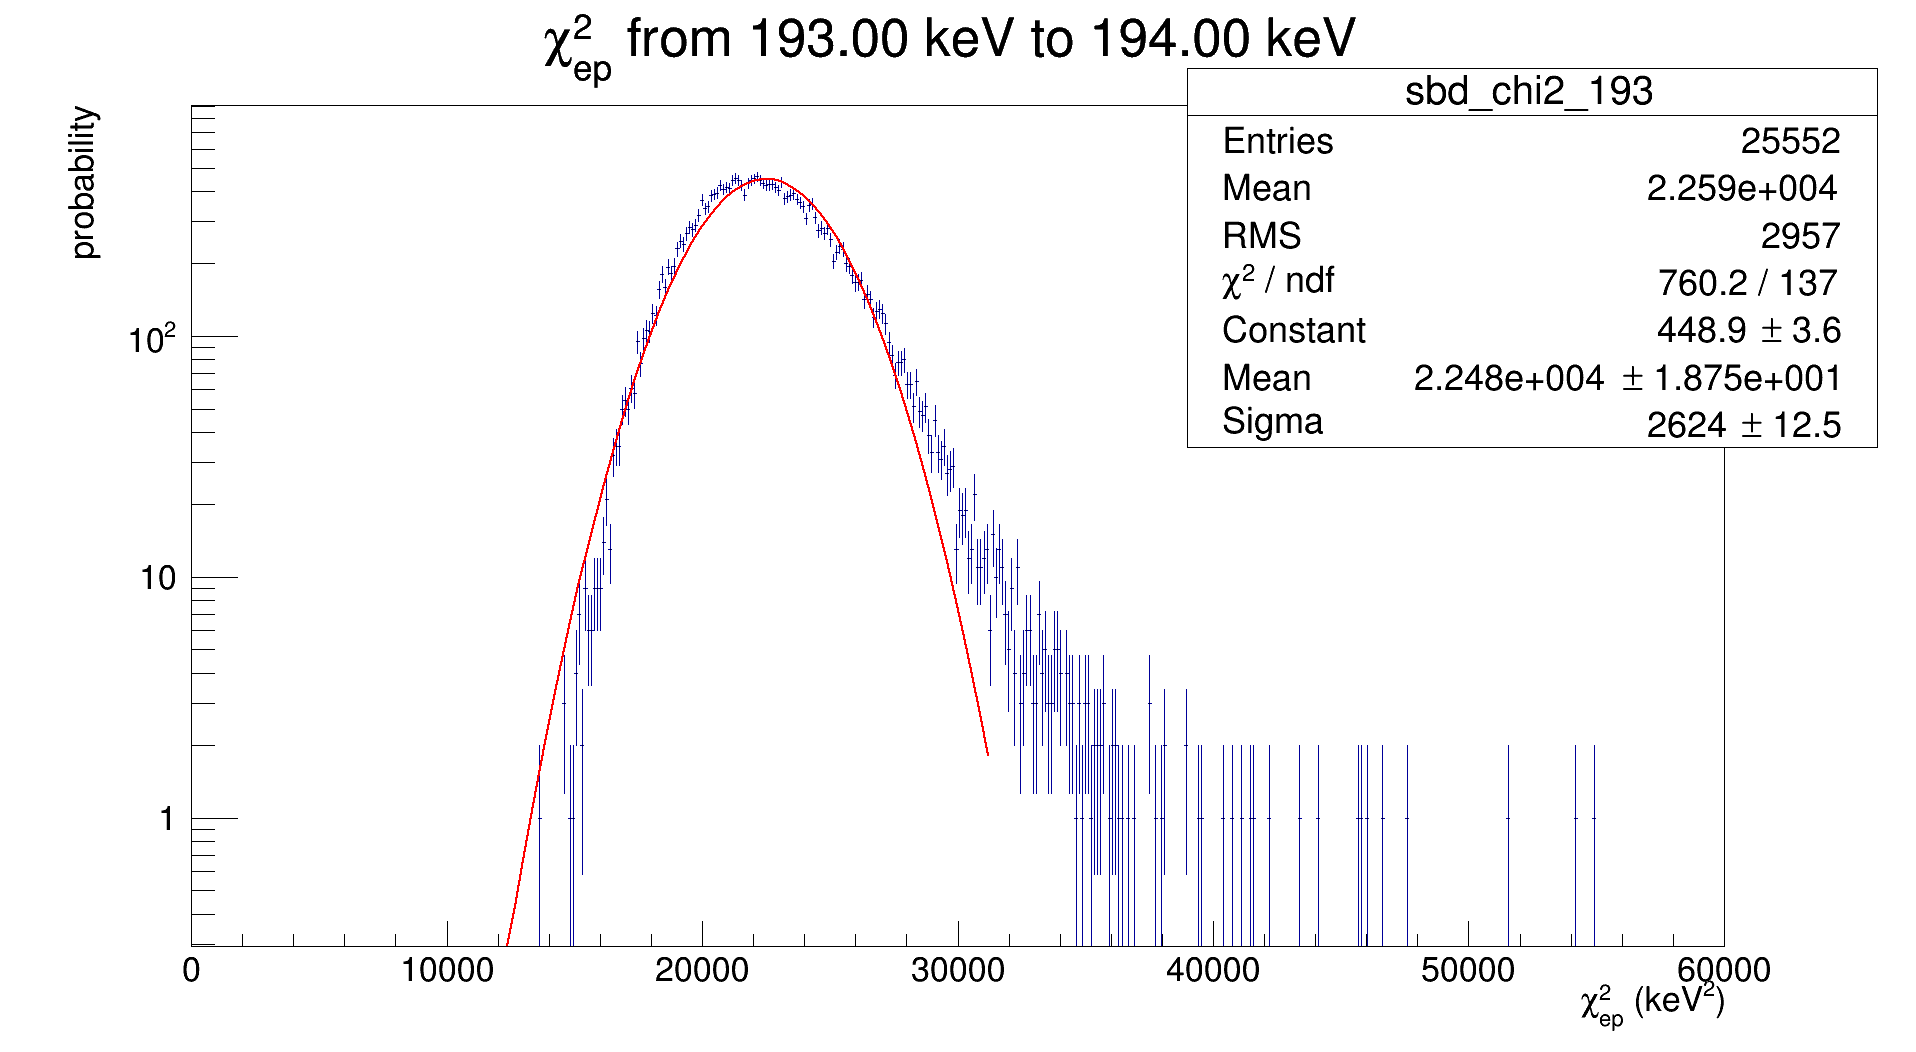 χ²ep from 193.00 keV to 194.00 keV
sbd_chi2_193
Entries 25552
Mean 2.259e+004
RMS 2957
χ² / ndf 760.2 / 137
Constant 448.9 ± 3.6
Mean 2.248e+004 ± 1.875e+001
Sigma 2624 ± 12.5
probability
10²
10
1
0 10000 20000 30000 40000 50000 60000
χ²ep (keV²)